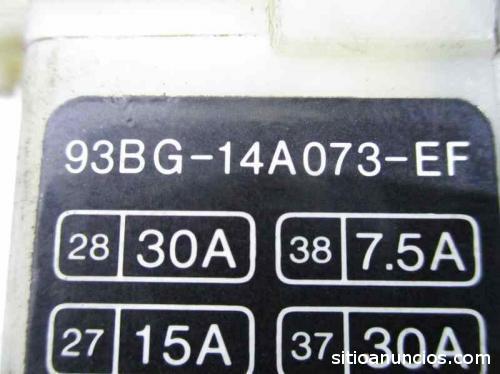 93BG-14A073-EF
28 30A 38 7.5A
27 15A 37 30A
sitioanuncios.com